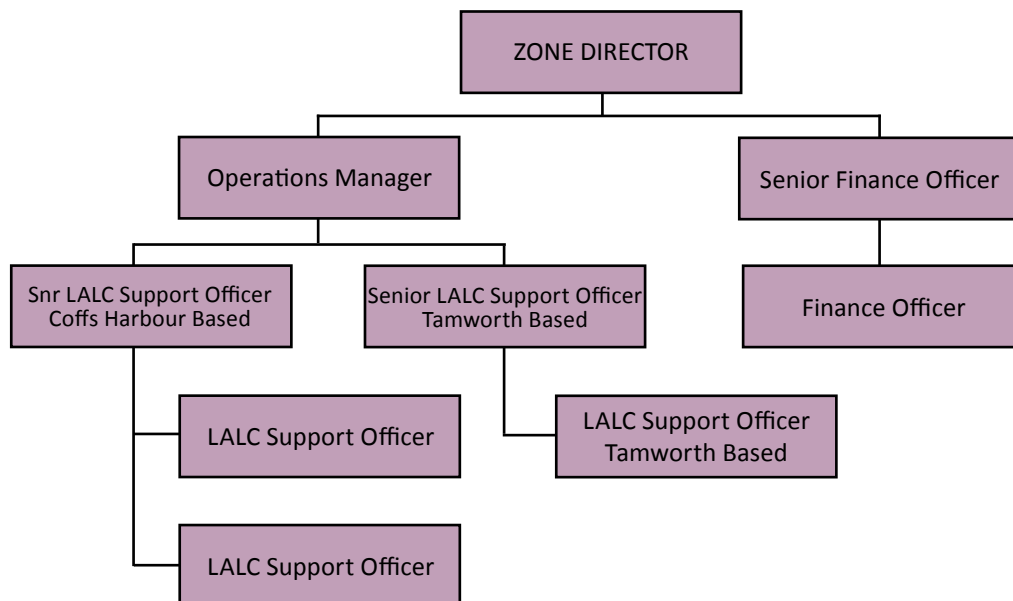 ZONE DIRECTOR
Operations Manager
Senior Finance Officer
Snr LALC Support Officer
Coffs Harbour Based
Senior LALC Support Officer
Tamworth Based
Finance Officer
LALC Support Officer
LALC Support Officer
Tamworth Based
LALC Support Officer